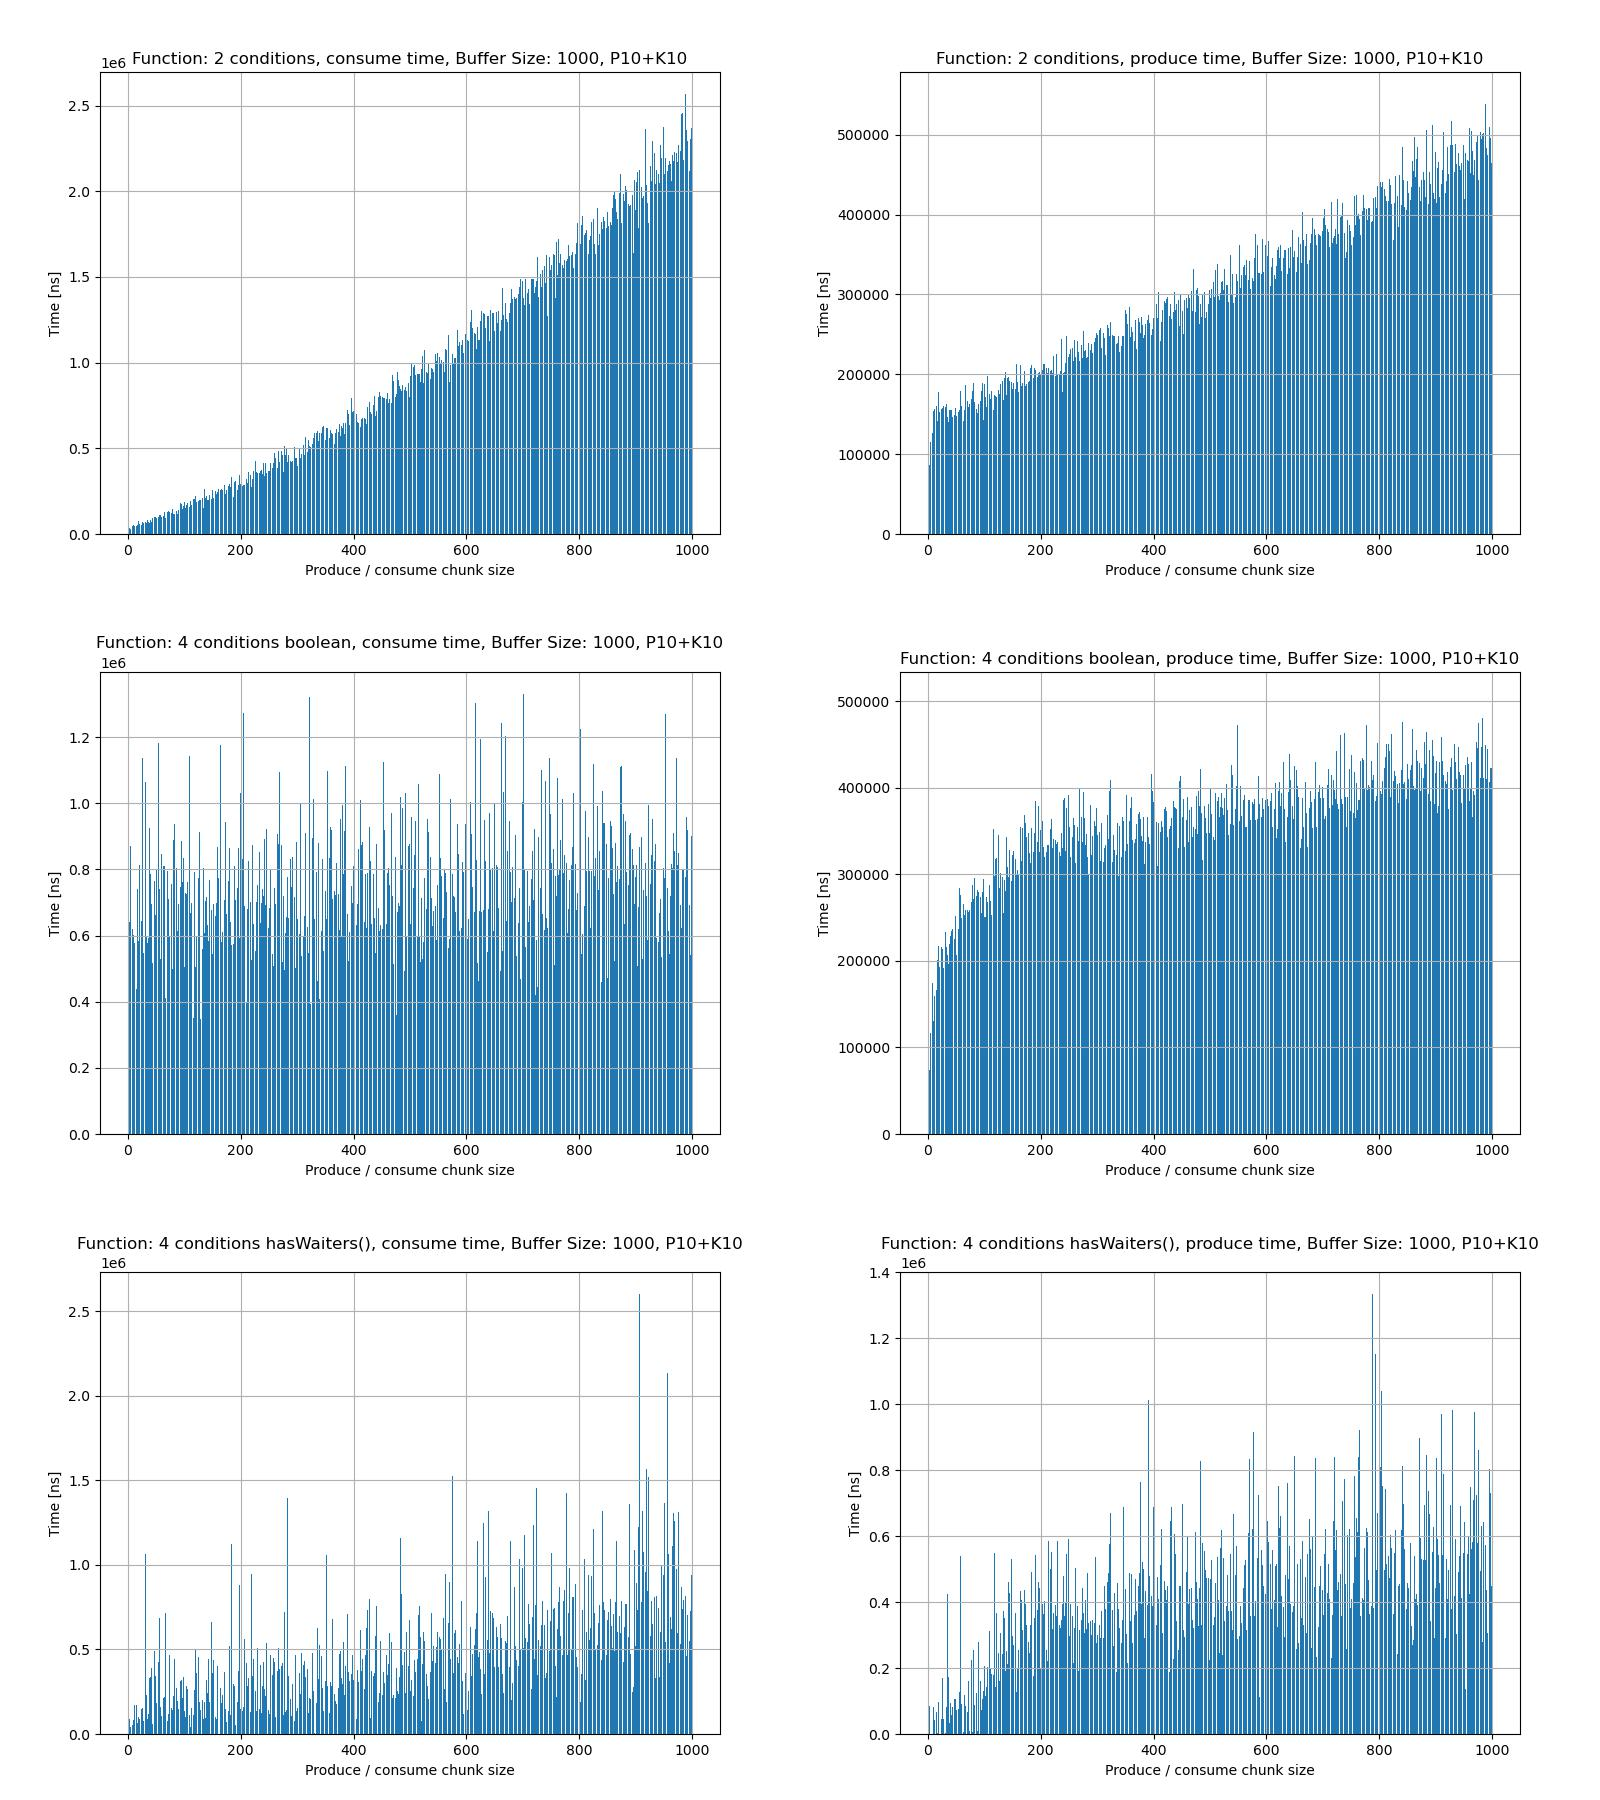 Function: 2 conditions, consume time, Buffer Size: 1000, P10+K10
1e6
2.5
2.0
1.5
1.0
0.5
0.0
Time [ns]
0 200 400 600 800 1000
Produce / consume chunk size
Function: 2 conditions, produce time, Buffer Size: 1000, P10+K10
500000
400000
300000
200000
100000
0
Time [ns]
0 200 400 600 800 1000
Produce / consume chunk size
Function: 4 conditions boolean, consume time, Buffer Size: 1000, P10+K10
1e6
1.2
1.0
0.8
0.6
0.4
0.2
0.0
Time [ns]
0 200 400 600 800 1000
Produce / consume chunk size
Function: 4 conditions boolean, produce time, Buffer Size: 1000, P10+K10
500000
400000
300000
200000
100000
0
Time [ns]
0 200 400 600 800 1000
Produce / consume chunk size
Function: 4 conditions hasWaiters(), consume time, Buffer Size: 1000, P10+K10
1e6
2.5
2.0
1.5
1.0
0.5
0.0
Time [ns]
0 200 400 600 800 1000
Produce / consume chunk size
Function: 4 conditions hasWaiters(), produce time, Buffer Size: 1000, P10+K10
1e6
1.4
1.2
1.0
0.8
0.6
0.4
0.2
0.0
Time [ns]
0 200 400 600 800 1000
Produce / consume chunk size